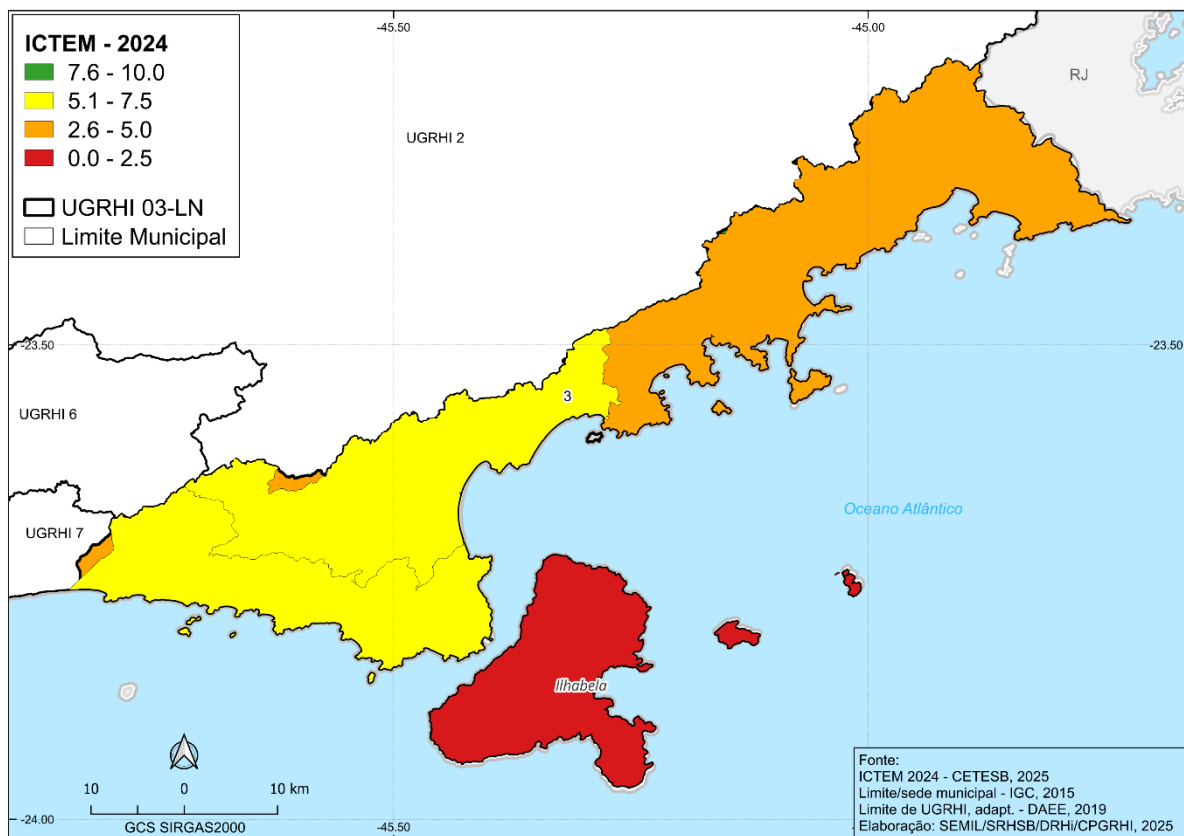 -45.50
-45.00
ICTEM - 2024
7.6 - 10.0
5.1 - 7.5
2.6 - 5.0
0.0 - 2.5
UGRHI 03-LN
Limite Municipal
RJ
UGRHI 2
-23.50
-23.50
3
UGRHI 6
UGRHI 7
Oceano Atlântico
Ilhabela
10 0 10 km
GCS SIRGAS2000
-24.00
-45.50
Fonte:
ICTEM 2024 - CETESB, 2025
Limite/sede municipal - IGC, 2015
Limite de UGRHI, adapt. - DAEE, 2019
Elaboração: SEMIL/SRHSB/DRHi/CPGRHI, 2025